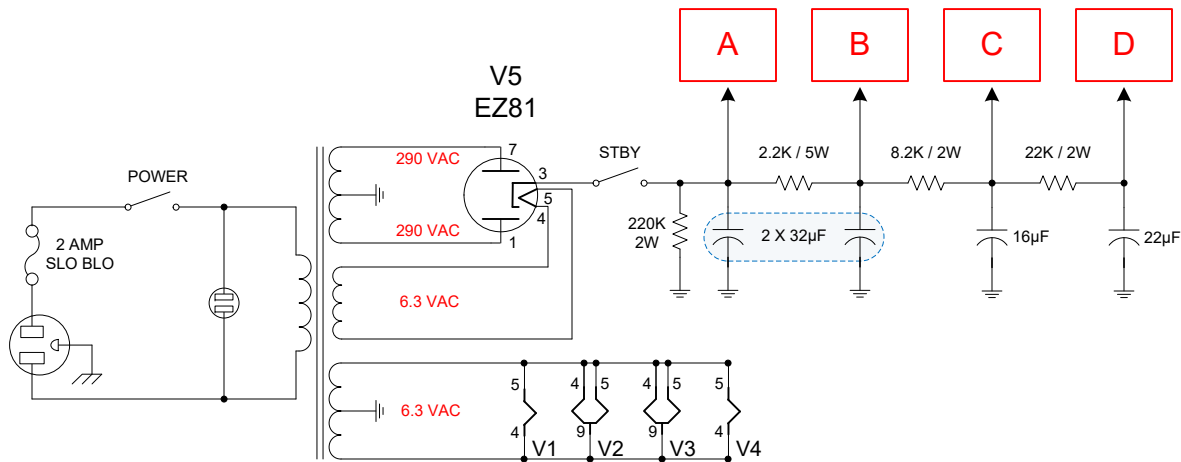 A
B
C
D
V5
EZ81
7
290 VAC
3
STBY
2.2K / 5W
8.2K / 2W
22K / 2W
POWER
5
4
290 VAC
1
220K
2W
2 X 32µF
16µF
22µF
2 AMP
SLO BLO
6.3 VAC
6.3 VAC
5
4
5
4
5
5
4
9
9
4
V1
V2
V3
V4